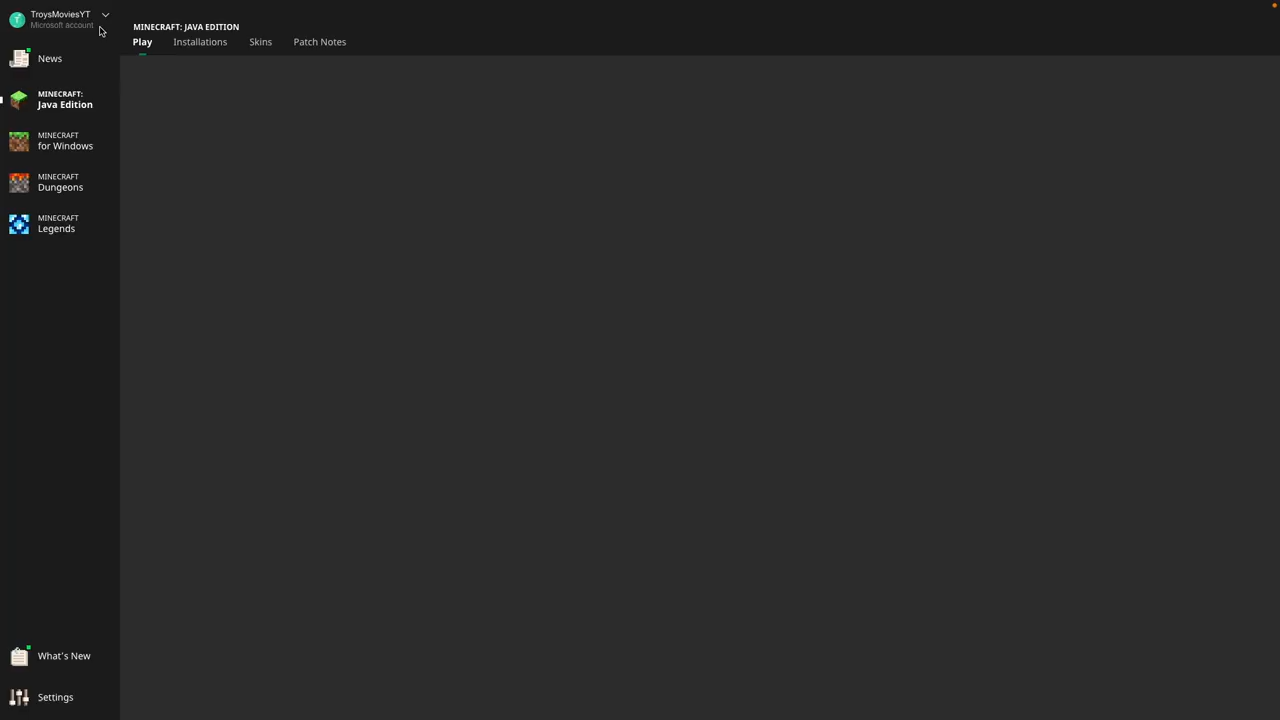 TroysMoviesYT
Microsoft account
News
MINECRAFT:
Java Edition
MINECRAFT
for Windows
MINECRAFT
Dungeons
MINECRAFT
Legends
What's New
Settings
MINECRAFT: JAVA EDITION
Play Installations Skins Patch Notes